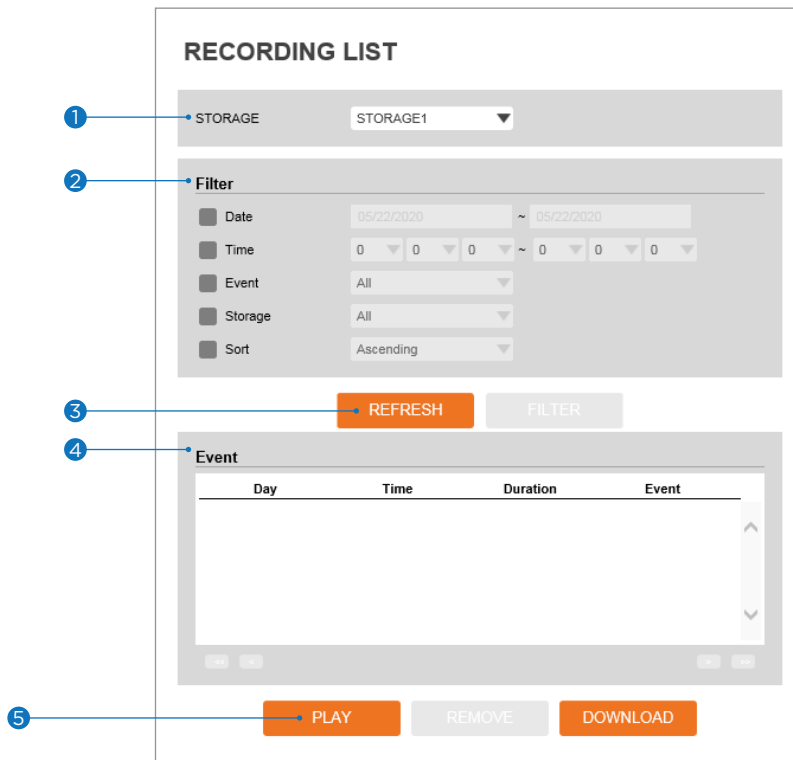 RECORDING LIST
1 STORAGE STORAGE1
2 Filter
Date 05/22/2020 ~ 05/22/2020
Time 0 0 0 ~ 0 0 0
Event All
Storage All
Sort Ascending
3 REFRESH FILTER
4 Event
Day Time Duration Event
<< < > >>
5 PLAY REMOVE DOWNLOAD